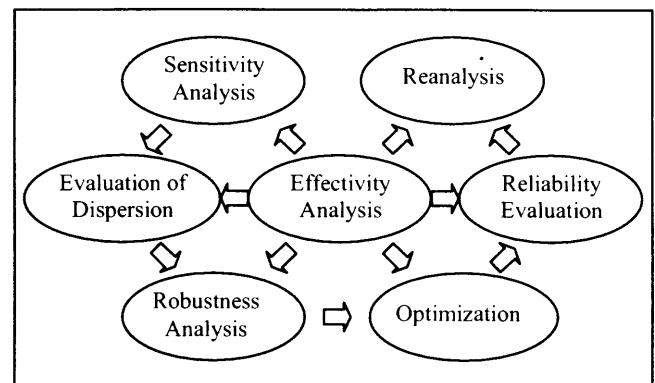 Sensitivity
Analysis
Reanalysis
Evaluation of
Dispersion
Effectivity
Analysis
Reliability
Evaluation
Robustness
Analysis
Optimization